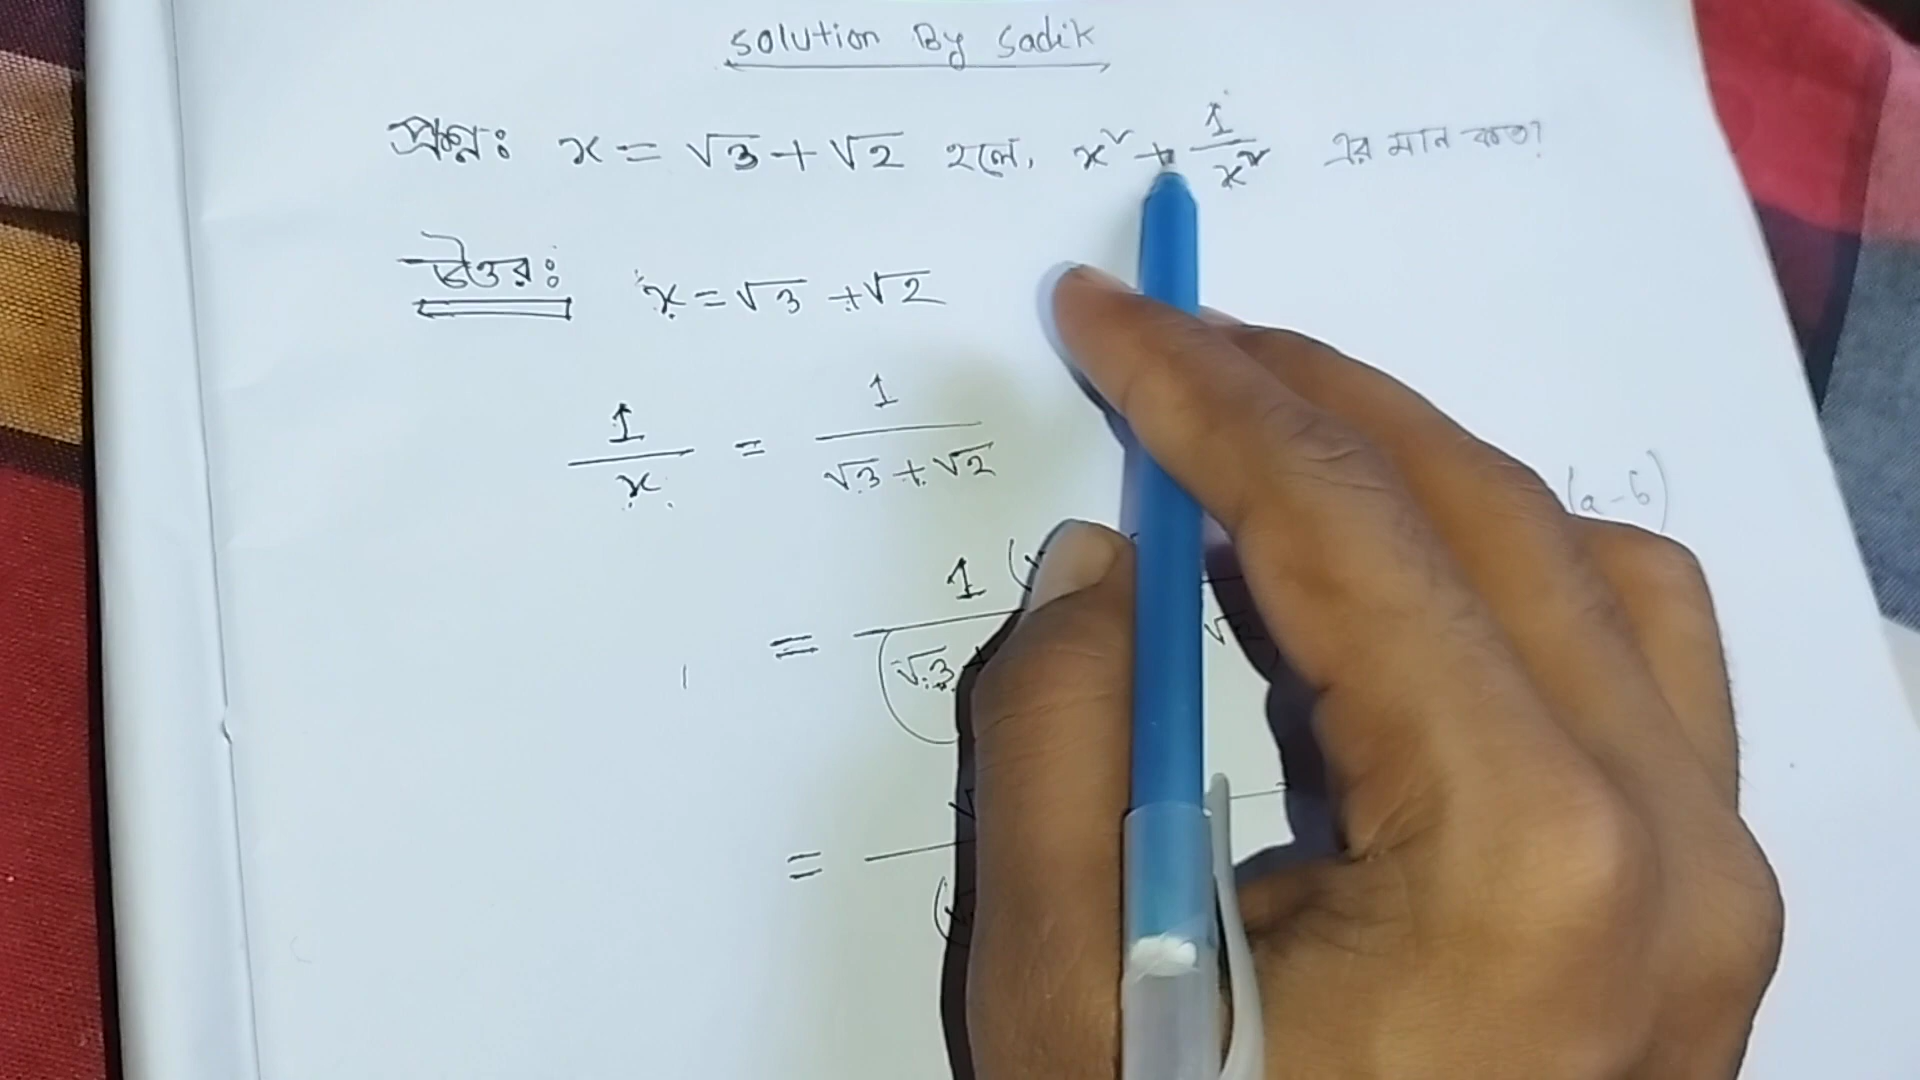 Solution By Sadik
প্রশ্ন: x = √3 + √2 হলে, x² + 1/x² এর মান কত?
উত্তর: x = √3 + √2
1/x = 1/(√3 + √2)
(a-b)
= 1(
(√3 +
=